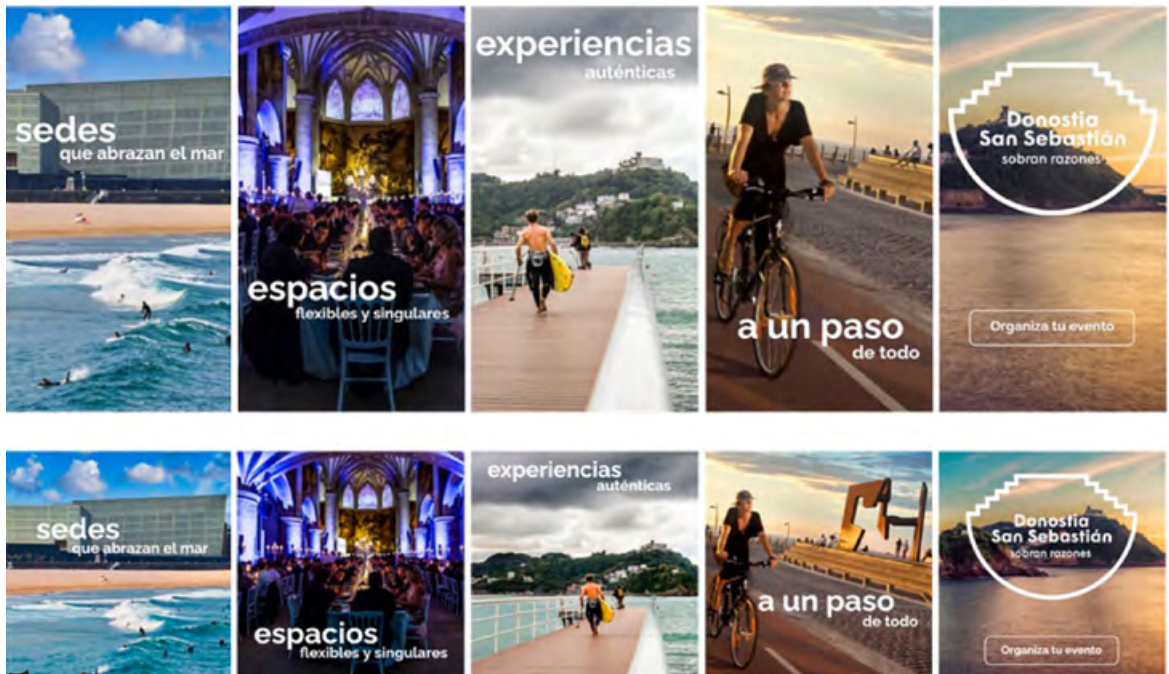 sedes
que abrazan el mar
espacios
flexibles y singulares
experiencias
auténticas
a un paso
de todo
Donostia
San Sebastián
sobran razones
Organiza tu evento
sedes
que abrazan el mar
espacios
flexibles y singulares
experiencias
auténticas
a un paso
de todo
Donostia
San Sebastián
sobran razones
Organiza tu evento